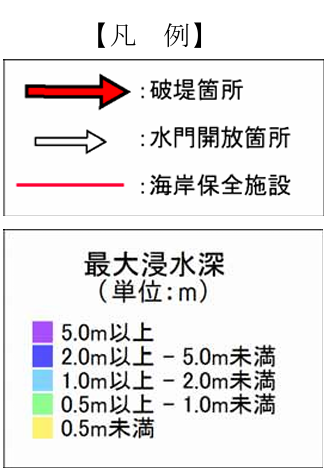 【凡　例】
：破堤箇所
：水門開放箇所
：海岸保全施設
最大浸水深
（単位：m）
5.0m以上
2.0m以上 － 5.0m未満
1.0m以上 － 2.0m未満
0.5m以上 － 1.0m未満
0.5m未満